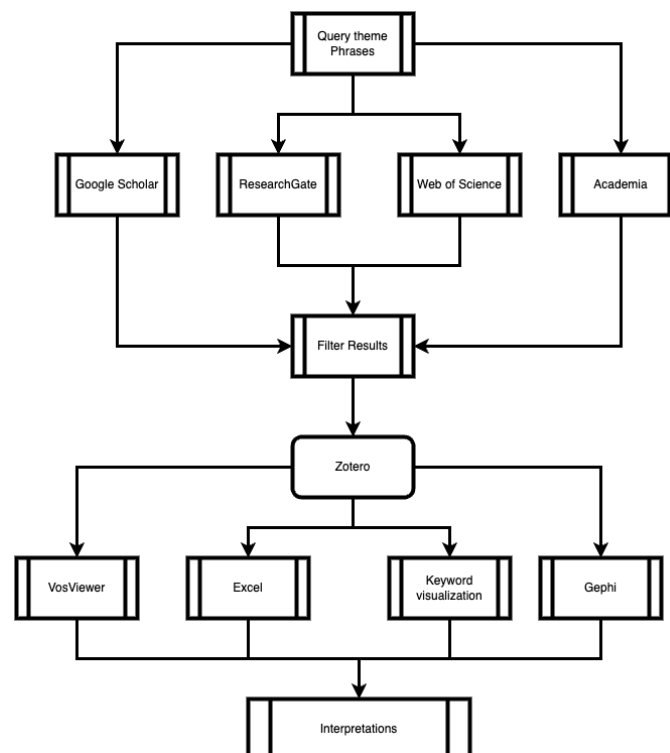 Query theme
Phrases
Google Scholar
ResearchGate
Web of Science
Academia
Filter Results
Zotero
VosViewer
Excel
Keyword
visualization
Gephi
Interpretations